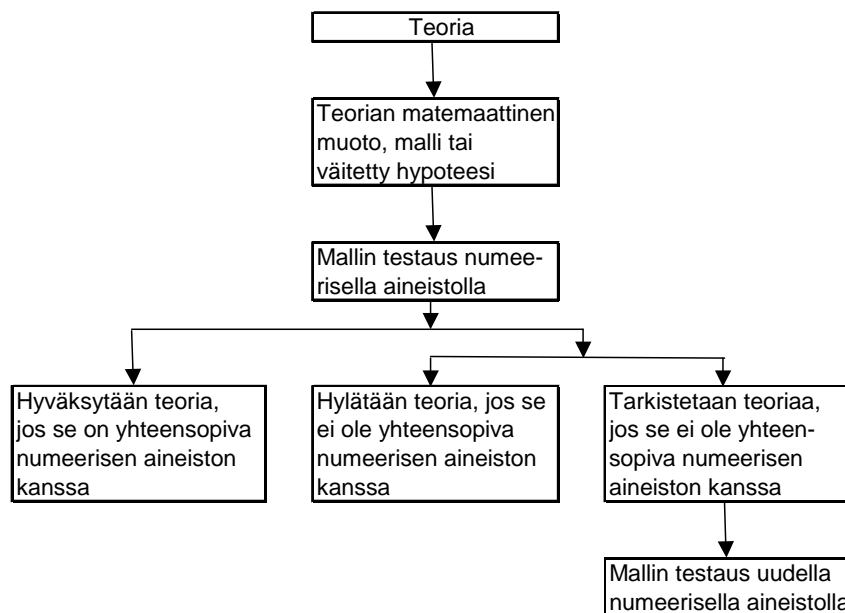 Teoria
Teorian matemaattinen
muoto, malli tai
väitetty hypoteesi
Mallin testaus numee-
risella aineistolla
Hyväksytään teoria,
jos se on yhteensopiva
numeerisen aineiston
kanssa
Hylätään teoria, jos se
ei ole yhteensopiva
numeerisen aineiston
kanssa
Tarkistetaan teoriaa,
jos se ei ole yhteen-
sopiva numeerisen
aineiston kanssa
Mallin testaus uudella
numeerisella aineistolla